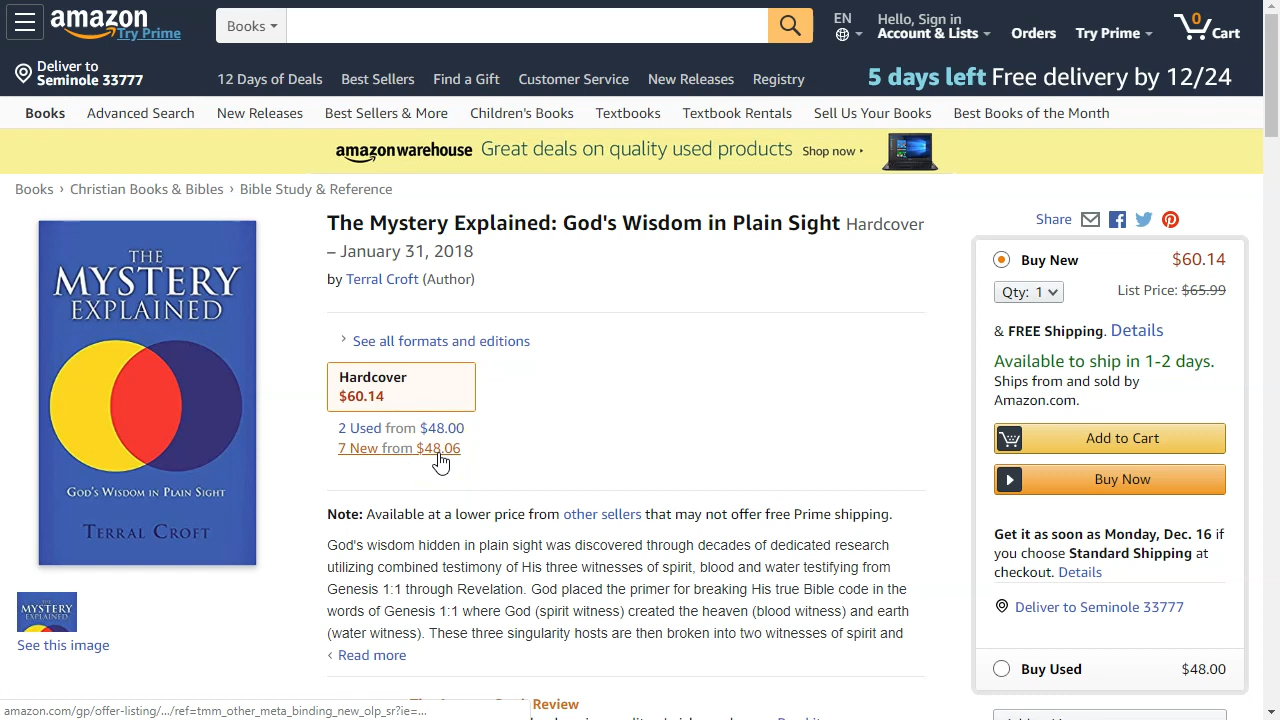 amazon
Try Prime
Books
EN
Hello, Sign in
Account & Lists
Orders
Try Prime
0
Cart
Deliver to
Seminole 33777
12 Days of Deals
Best Sellers
Find a Gift
Customer Service
New Releases
Registry
5 days left Free delivery by 12/24
Books
Advanced Search
New Releases
Best Sellers & More
Children's Books
Textbooks
Textbook Rentals
Sell Us Your Books
Best Books of the Month
amazonwarehouse Great deals on quality used products Shop now ›
Books › Christian Books & Bibles › Bible Study & Reference
THE
MYSTERY
EXPLAINED
GOD'S WISDOM IN PLAIN SIGHT
TERRAL CROFT
MYSTERY
See this image
The Mystery Explained: God's Wisdom in Plain Sight Hardcover
– January 31, 2018
by Terral Croft (Author)
› See all formats and editions
Hardcover
$60.14
2 Used from $48.00
7 New from $48.06
Note: Available at a lower price from other sellers that may not offer free Prime shipping.
God's wisdom hidden in plain sight was discovered through decades of dedicated research
utilizing combined testimony of His three witnesses of spirit, blood and water testifying from
Genesis 1:1 through Revelation. God placed the primer for breaking His true Bible code in the
words of Genesis 1:1 where God (spirit witness) created the heaven (blood witness) and earth
(water witness). These three singularity hosts are then broken into two witnesses of spirit and
‹ Read more
Review
Share
Buy New
$60.14
Qty: 1
List Price: $65.99
& FREE Shipping. Details
Available to ship in 1-2 days.
Ships from and sold by
Amazon.com.
Add to Cart
Buy Now
Get it as soon as Monday, Dec. 16 if
you choose Standard Shipping at
checkout. Details
Deliver to Seminole 33777
Buy Used
$48.00
amazon.com/gp/offer-listing/.../ref=tmm_other_meta_binding_new_olp_sr?ie=...